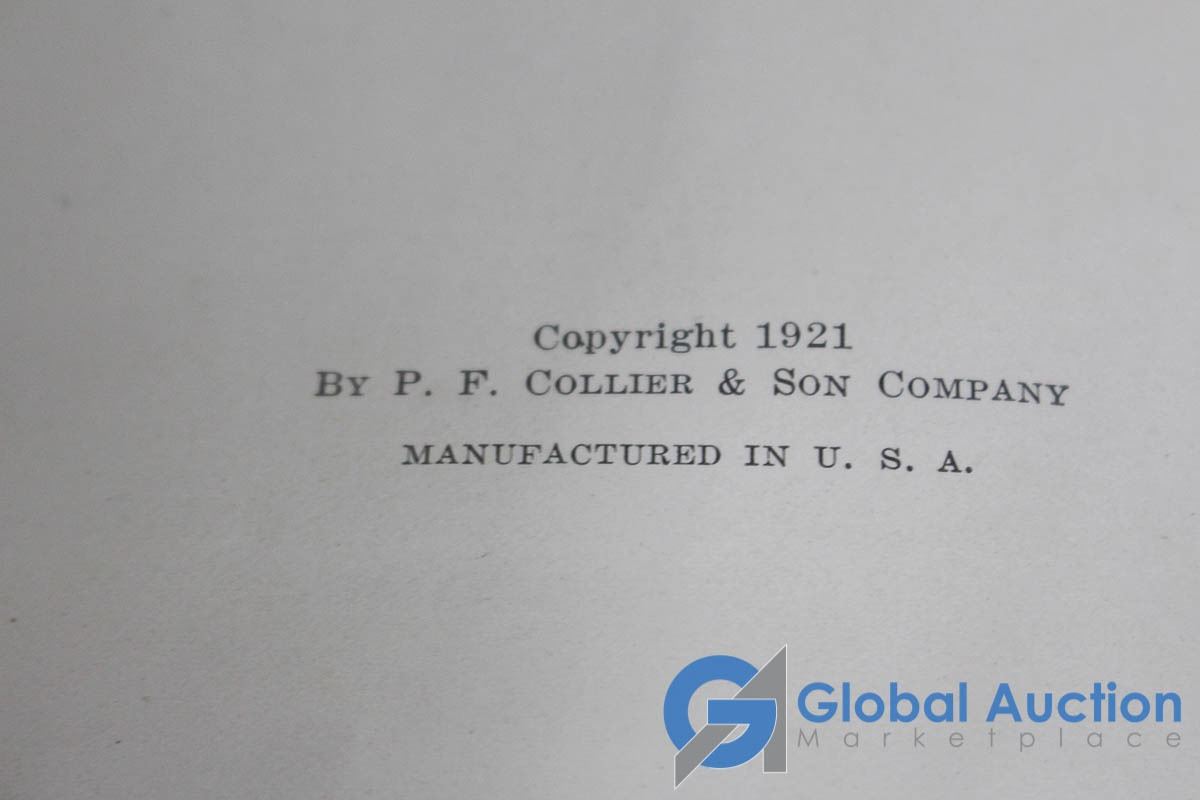 Copyright 1921
BY P. F. COLLIER & SON COMPANY
MANUFACTURED IN U. S. A.
Global Auction
Marketplace